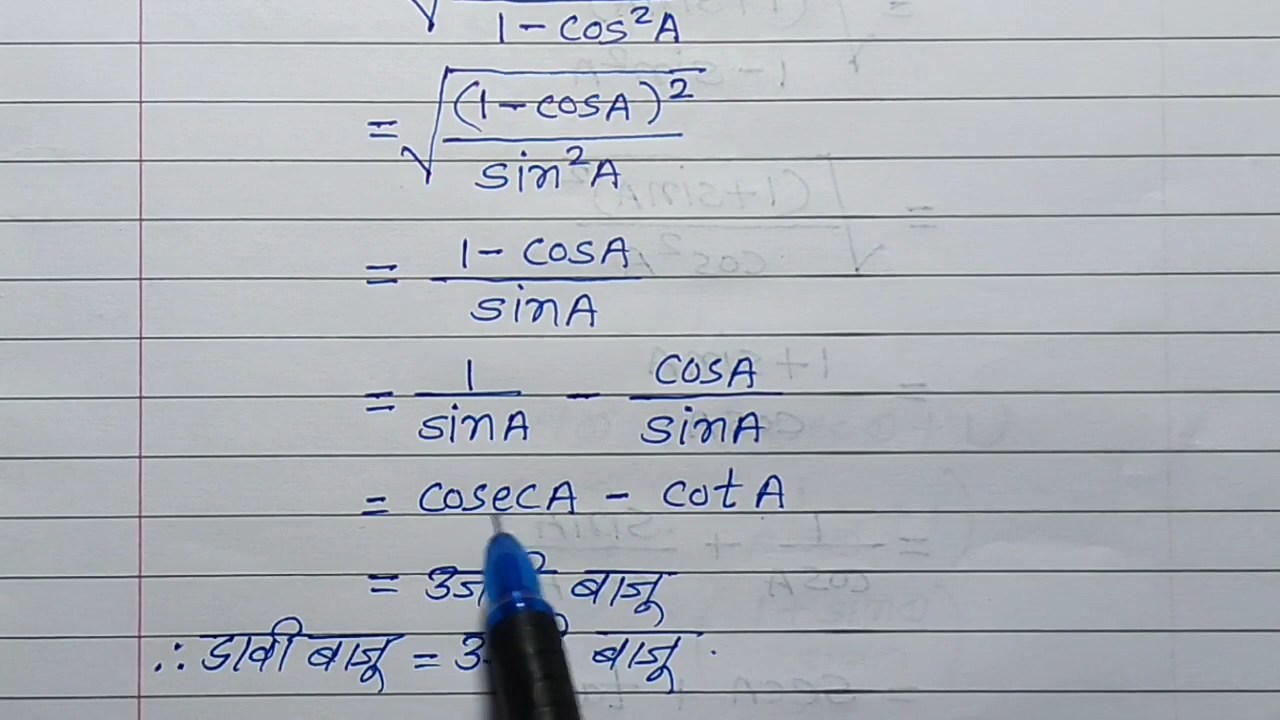 √ 1 - cos²A
= √ (1 - cosA)² / sin²A
= 1 - cosA / sinA
= 1 / sinA - cosA / sinA
= cosecA - cotA
= बाजू
∴ डावी बाजू = बाजू .